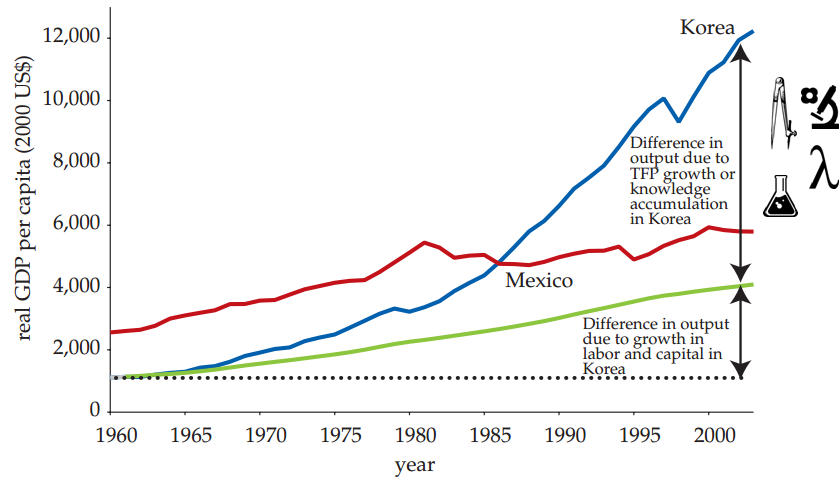 real GDP per capita (2000 US$)
12,000
10,000
8,000
6,000
4,000
2,000
0
Korea
Difference in
output due to
TFP growth or
knowledge
accumulation
in Korea
λ
Mexico
Difference in output
due to growth in
labor and capital in
Korea
1960 1965 1970 1975 1980 1985 1990 1995 2000
year